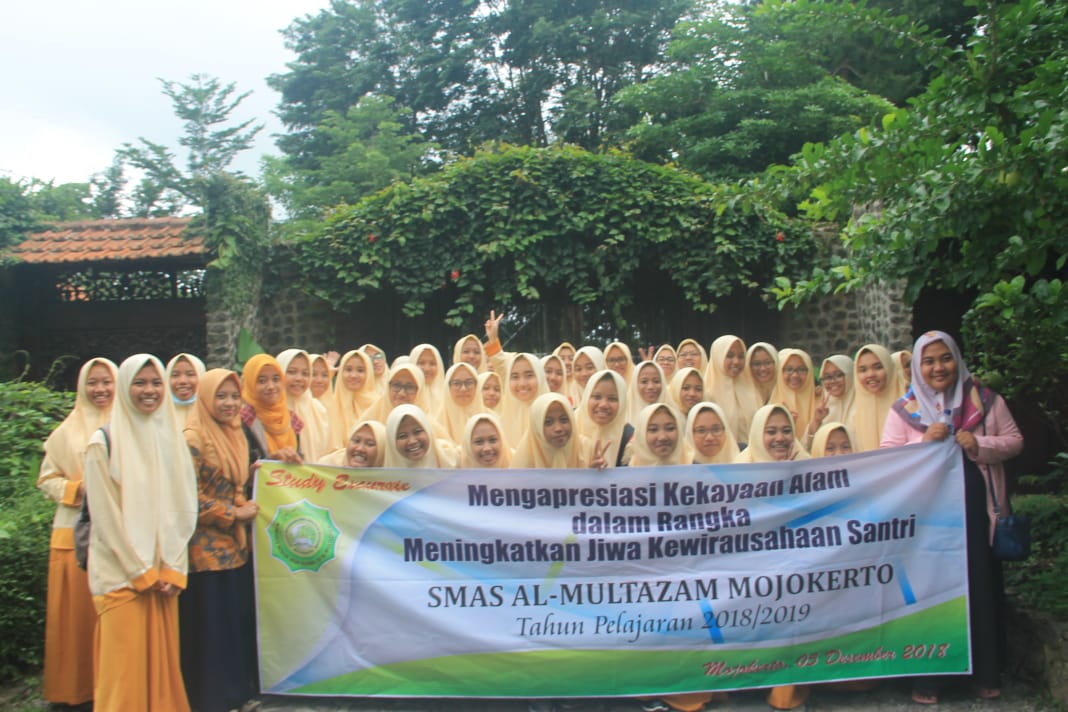 Study Excursie
Mengapresiasi Kekayaan Alam
dalam Rangka
Meningkatkan Jiwa Kewirausahaan Santri
SMAS AL-MULTAZAM MOJOKERTO
Tahun Pelajaran 2018/2019
Mojokerto, 05 Desember 2018